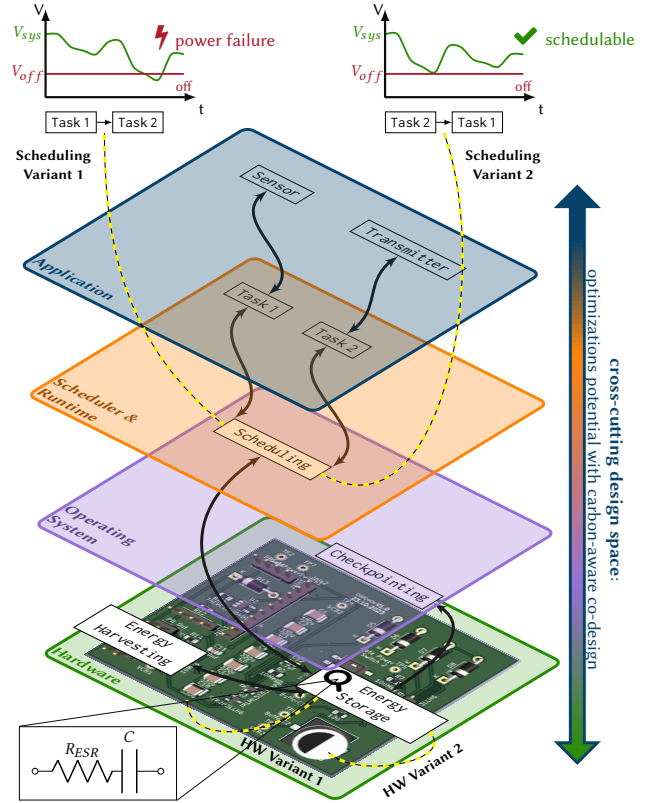 V
V_sys
power failure
V_off
off
t
Task 1
Task 2
Scheduling
Variant 1
V
V_sys
schedulable
V_off
off
t
Task 2
Task 1
Scheduling
Variant 2
Sensor
Transmitter
Application
Task 1
Task 2
Scheduler &
Runtime
Scheduling
Operating
System
Checkpointing
Energy
Harvesting
Hardware
Energy
Storage
R_ESR
C
HW Variant 1
HW Variant 2
cross-cutting design space:
optimizations potential with carbon-aware co-design